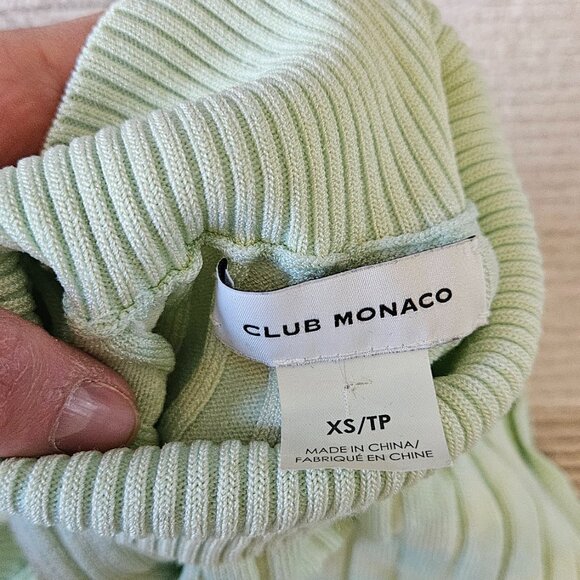 CLUB MONACO
XS/TP
MADE IN CHINA/
FABRIQUÉ EN CHINE